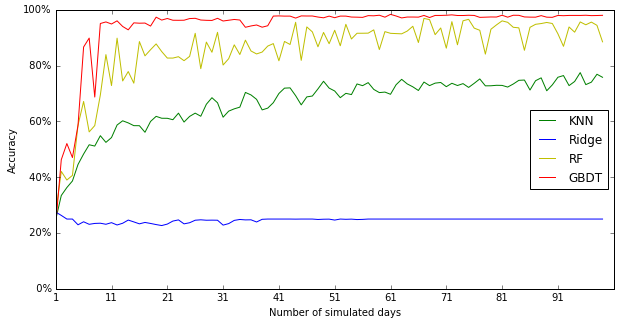 100%
80%
60%
40%
20%
0%
Accuracy
1 11 21 31 41 51 61 71 81 91
Number of simulated days
KNN
Ridge
RF
GBDT